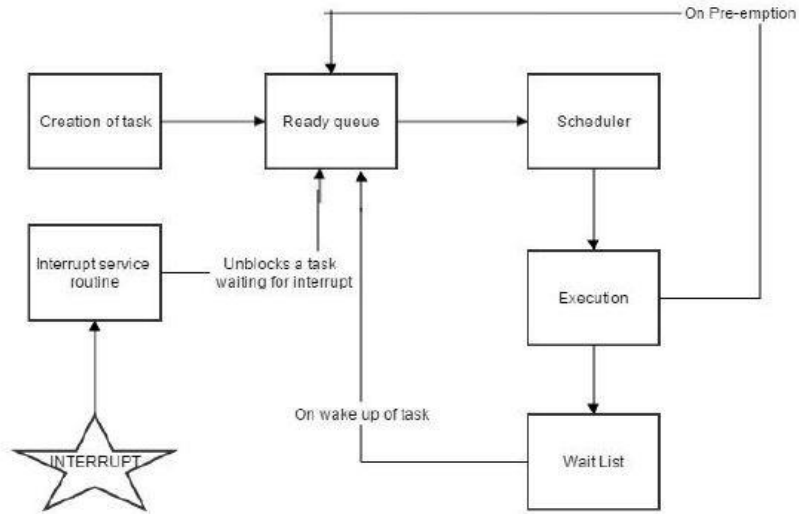 On Pre-emption
Creation of task
Ready queue
Scheduler
Interrupt service
routine
Unblocks a task
waiting for interrupt
Execution
On wake up of task
Wait List
INTERRUPT